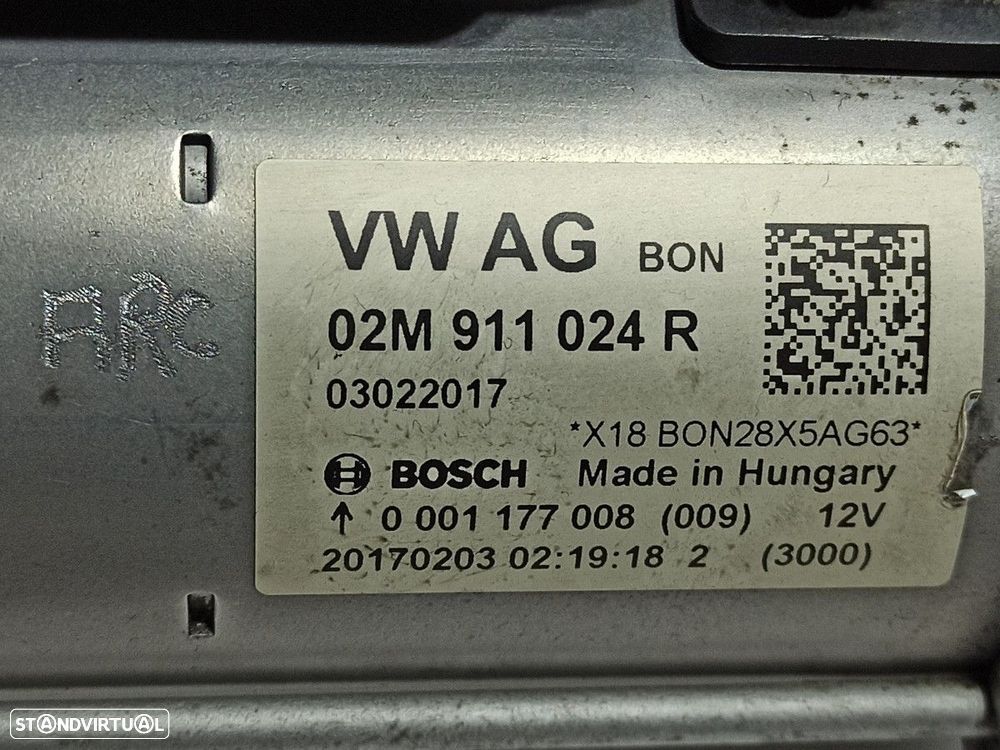 VW AG BON
02M 911 024 R
03022017
*X18 BON28X5AG63*
BOSCH Made in Hungary
↑ 0 001 177 008 (009) 12V
20170203 02:19:18 2 (3000)
ARC
STANDVIRTUAL